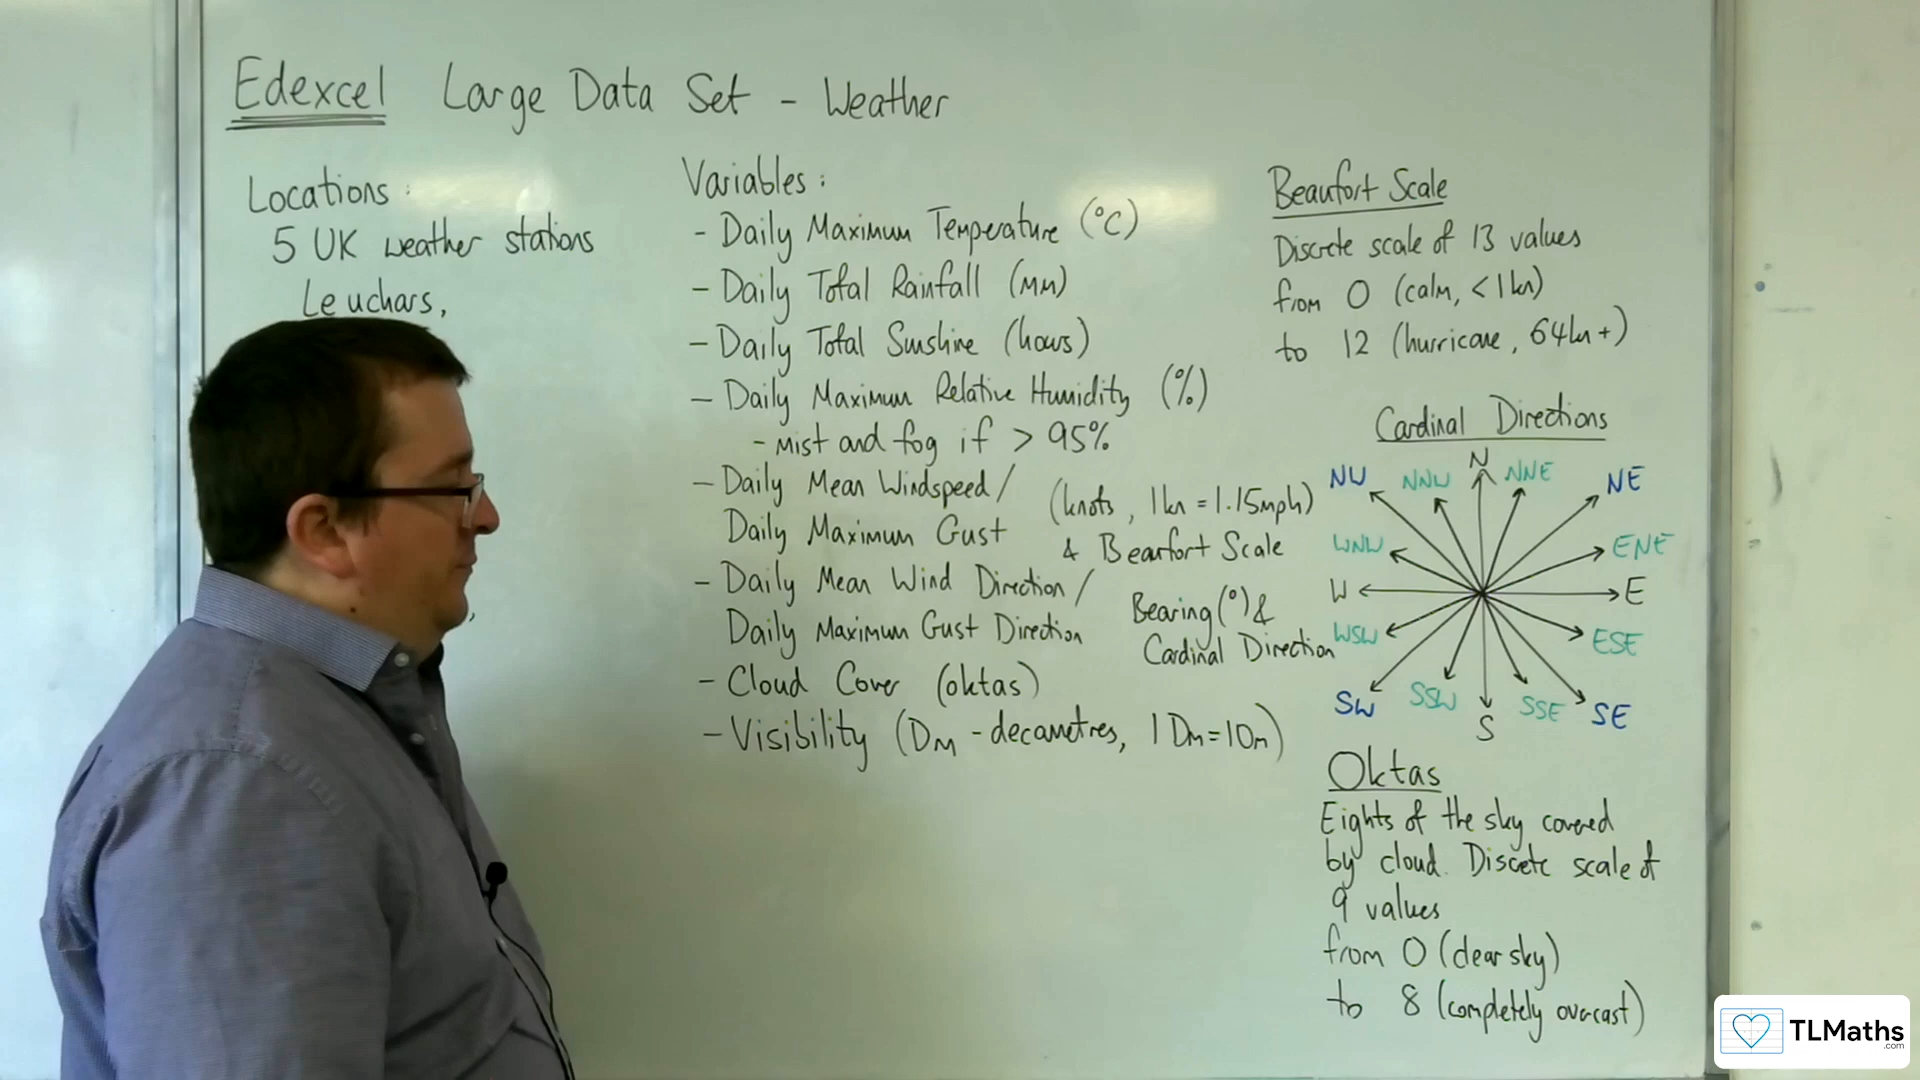 Edexcel Large Data Set - Weather
Locations:
5 UK weather stations
Leuchars,
Variables:
- Daily Maximum Temperature (°C)
- Daily Total Rainfall (mm)
- Daily Total Sunshine (hours)
- Daily Maximum Relative Humidity (%)
- mist and fog if > 95%
- Daily Mean Windspeed/
Daily Maximum Gust
(knots, 1kn = 1.15mph)
& Beaufort Scale
- Daily Mean Wind Direction/
Daily Maximum Gust Direction
Bearing (°) &
Cardinal Direction
- Cloud Cover (oktas)
- Visibility (Dm - decametres, 1Dm=10m)
Beaufort Scale
Discrete scale of 13 values
from 0 (calm, <1kn)
to 12 (hurricane, 64kn+)
Cardinal Directions
N
NW NNW NNE NE
WNW ENE
W E
WSW ESE
SW SSW SSE SE
S
Oktas
Eights of the sky covered
by cloud. Discete scale of
9 values
from 0 (clear sky)
to 8 (completely overcast)
TLMaths
.com